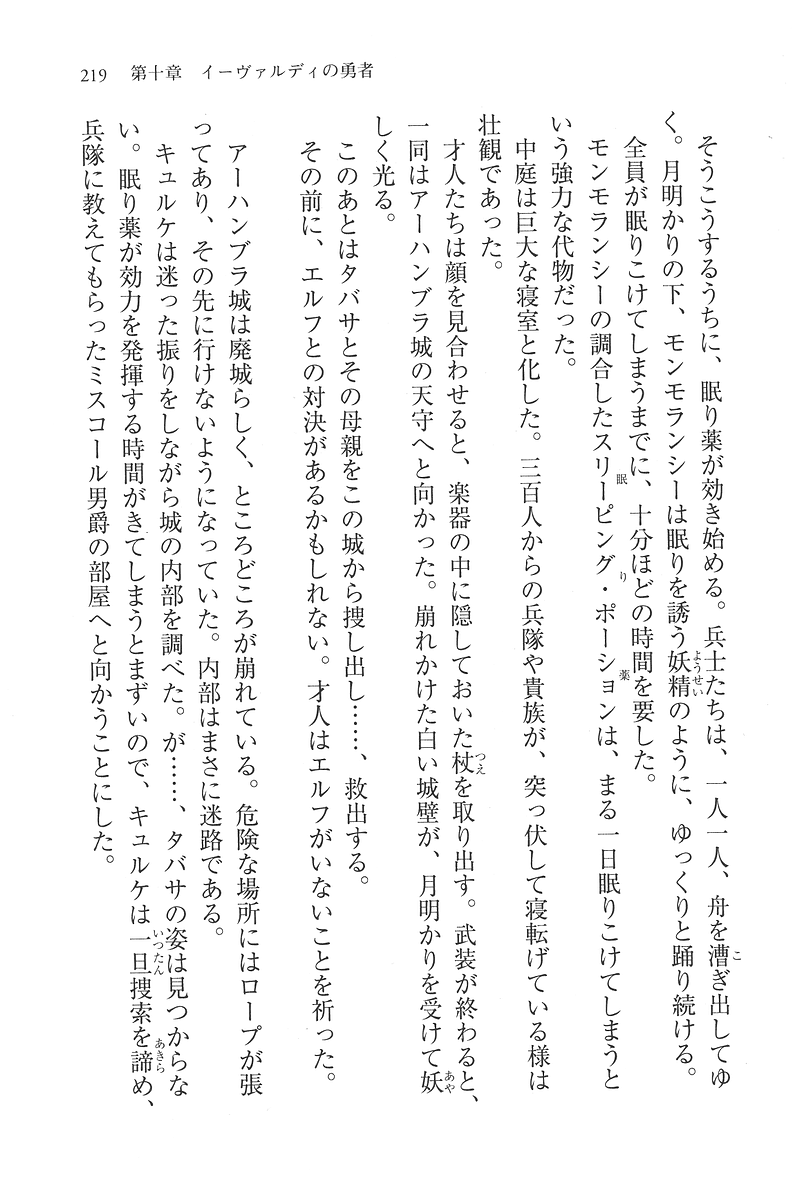 219　第十章　イーヴァルディの勇者
　そうこうするうちに、眠り薬が効き始める。兵士たちは、一人一人、舟を漕ぎ出してゆ
く。月明かりの下、モンモランシーは眠りを誘う妖精のように、ゆっくりと踊り続ける。
　全員が眠りこけてしまうまでに、十分ほどの時間を要した。
　モンモランシーの調合したスリーピング・ポーションは、まる一日眠りこけてしまうと
いう強力な代物だった。
　中庭は巨大な寝室と化した。三百人からの兵隊や貴族が、突っ伏して寝転げている様は
壮観であった。
　才人たちは顔を見合わせると、楽器の中に隠しておいた杖を取り出す。武装が終わると、
一同はアーハンブラ城の天守へと向かった。崩れかけた白い城壁が、月明かりを受けて妖
しく光る。
　このあとはタバサとその母親をこの城から捜し出し……、救出する。
　その前に、エルフとの対決があるかもしれない。才人はエルフがいないことを祈った。
　アーハンブラ城は廃城らしく、ところどころが崩れている。危険な場所にはロープが張
ってあり、その先に行けないようになっていた。内部はまさに迷路である。
　キュルケは迷った振りをしながら城の内部を調べた。が……、タバサの姿は見つからな
い。眠り薬が効力を発揮する時間がきてしまうとまずいので、キュルケは一旦捜索を諦め、
兵隊に教えてもらったミスコール男爵の部屋へと向かうことにした。